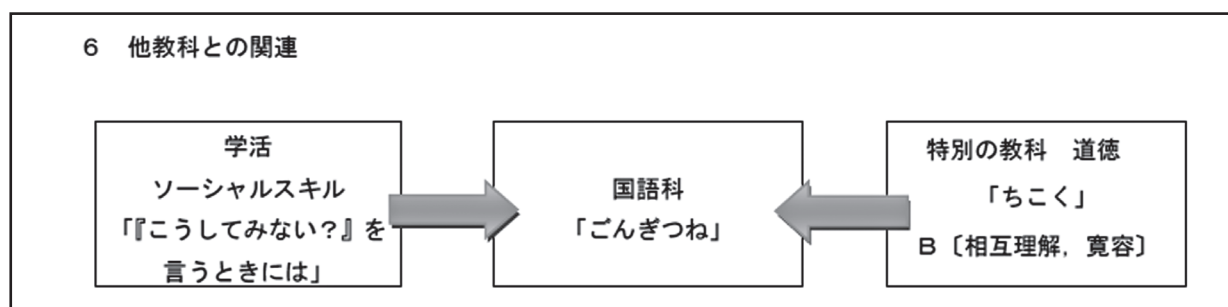 6 他教科との関連
学活
ソーシャルスキル
「『こうしてみない？』を
言うときには」
国語科
「ごんぎつね」
特別の教科 道徳
「ちこく」
B〔相互理解，寛容〕